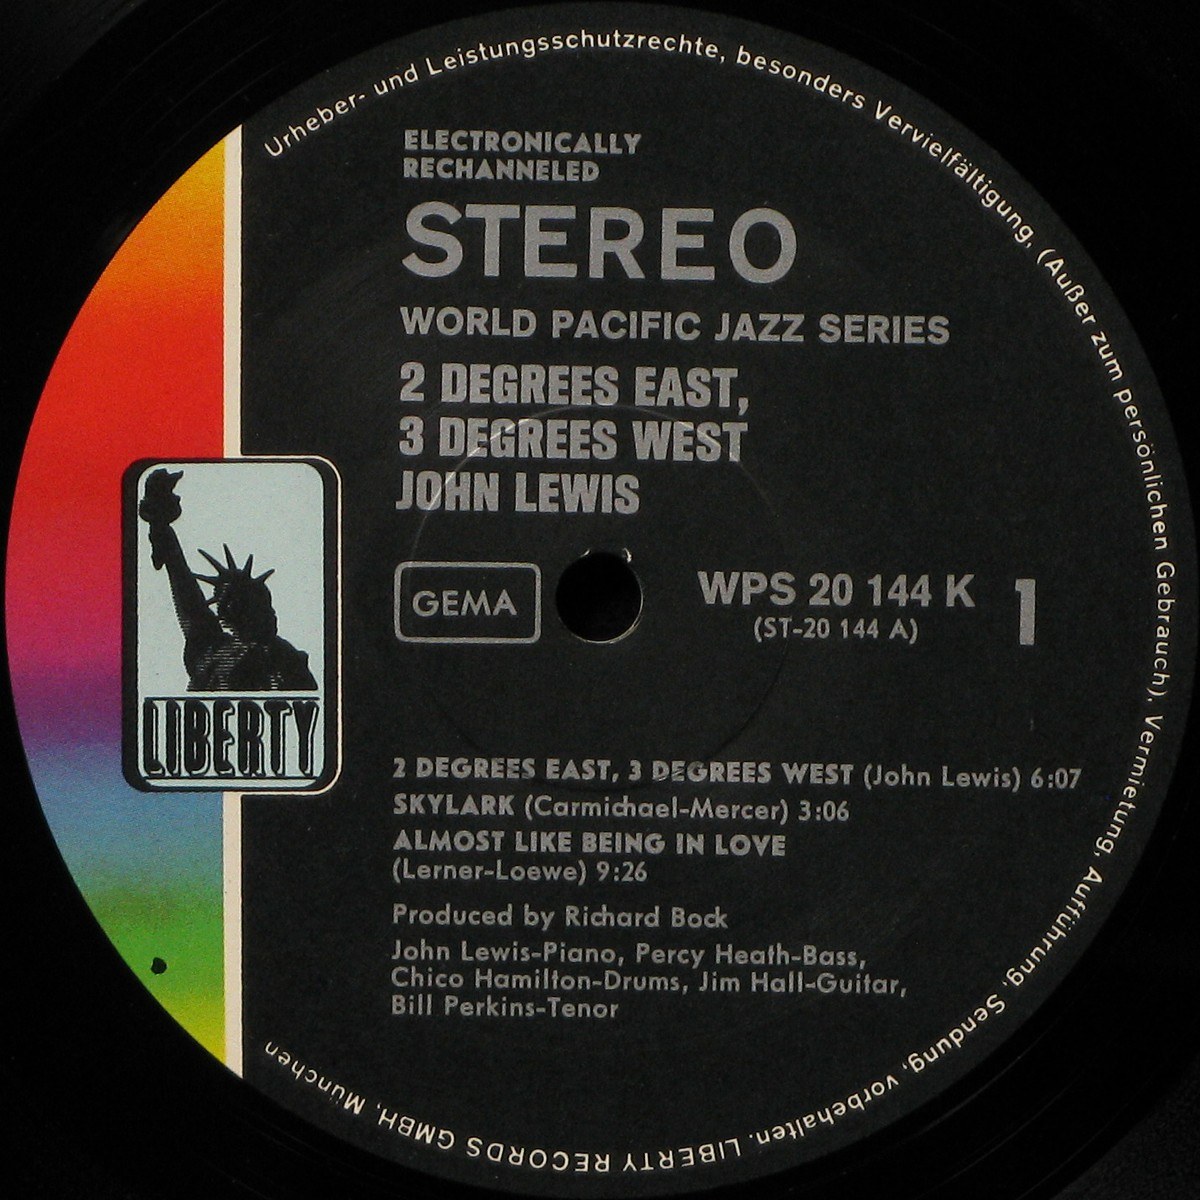 Urheber- und Leistungsschutzrechte, besonders Vervielfältigung, (Außer zum persönlichen Gebrauch), Vermietung, Aufführung, Sendung, vorbehalten. LIBERTY RECORDS GMBH, München
ELECTRONICALLY
RECHANNELED
STEREO
WORLD PACIFIC JAZZ SERIES
2 DEGREES EAST,
3 DEGREES WEST
JOHN LEWIS
GEMA
WPS 20 144 K
1
(ST-20 144 A)
LIBERTY
2 DEGREES EAST, 3 DEGREES WEST (John Lewis) 6:07
SKYLARK (Carmichael-Mercer) 3:06
ALMOST LIKE BEING IN LOVE
(Lerner-Loewe) 9:26
Produced by Richard Bock
John Lewis-Piano, Percy Heath-Bass,
Chico Hamilton-Drums, Jim Hall-Guitar,
Bill Perkins-Tenor